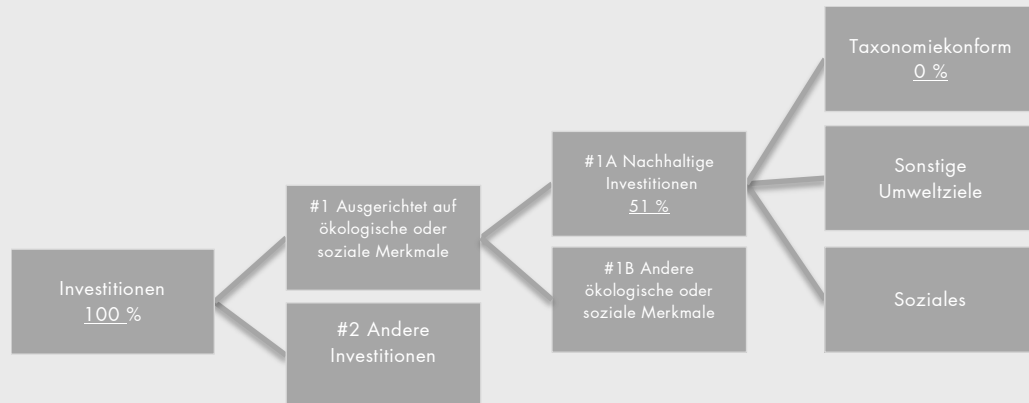 Investitionen
100 %
#1 Ausgerichtet auf
ökologische oder
soziale Merkmale
#2 Andere
Investitionen
#1A Nachhaltige
Investitionen
51 %
#1B Andere
ökologische oder
soziale Merkmale
Taxonomiekonform
0 %
Sonstige
Umweltziele
Soziales